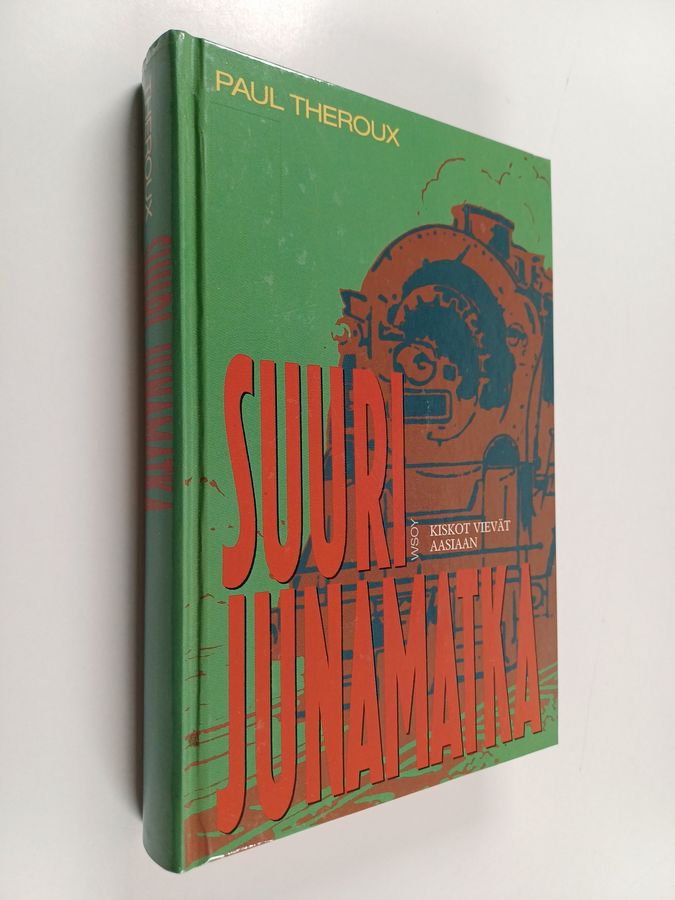 PAUL THEROUX
SUURI
WSOY
KISKOT VIEVÄT
AASIAAN
JUNAMATKA
THEROUX
SUURI JUNAMATKA